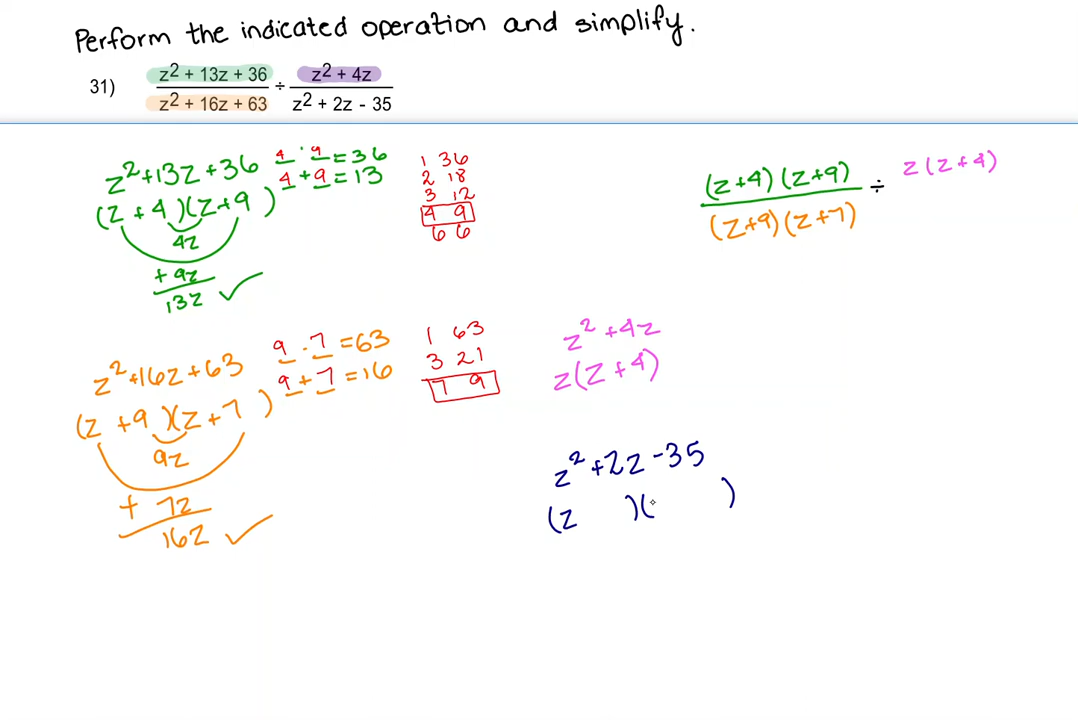 Perform the indicated operation and simplify.
31) z² + 13z + 36 / z² + 16z + 63 ÷ z² + 4z / z² + 2z - 35
z²+13z+36
(z + 4)(z+9)
4z
+ 9z
13z ✓
4 · 9 = 36
4 + 9 = 13
1 36
2 18
3 12
4 9
6 6
(z+4)(z+9) / (z+9)(z+7) ÷ z(z+4)
z²+16z+63
(z +9)(z+7)
9z
+ 7z
16z ✓
9 · 7 = 63
9 + 7 = 16
1 63
3 21
7 9
z² +4z
z(z+4)
z²+2z-35
(z )( )